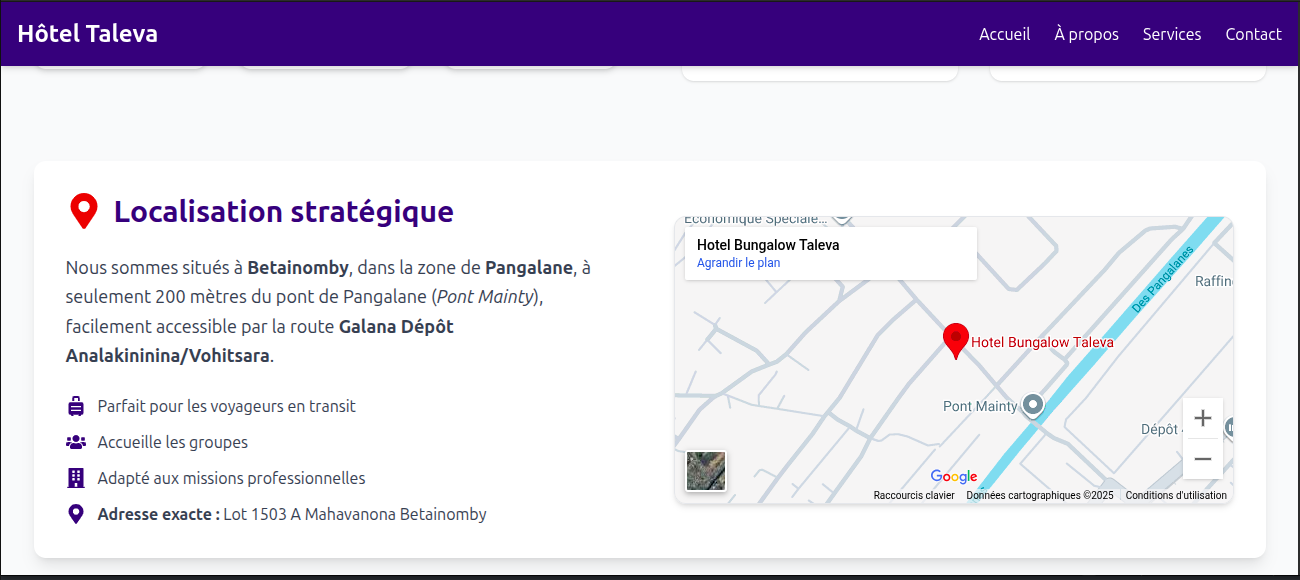 Hôtel Taleva
Accueil
À propos
Services
Contact
Localisation stratégique
Nous sommes situés à Betainomby, dans la zone de Pangalane, à
seulement 200 mètres du pont de Pangalane (Pont Mainty),
facilement accessible par la route Galana Dépôt
Analakininina/Vohitsara.
Parfait pour les voyageurs en transit
Accueille les groupes
Adapté aux missions professionnelles
Adresse exacte : Lot 1503 A Mahavanona Betainomby
Économique Spéciale...
Hotel Bungalow Taleva
Agrandir le plan
Des Pangalanes
Raffin
Hotel Bungalow Taleva
Pont Mainty
Dépôt
Google
Raccourcis clavier
Données cartographiques ©2025
Conditions d'utilisation